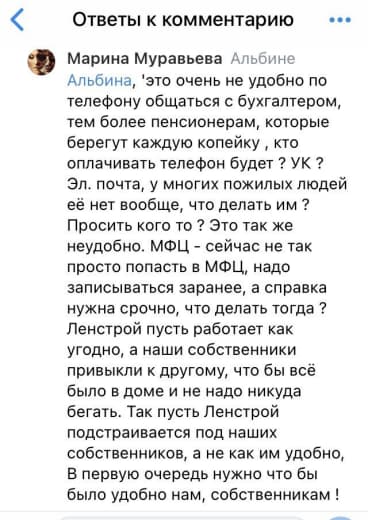 Ответы к комментарию
Марина Муравьева Альбине
Альбина, 'это очень не удобно по
телефону общаться с бухгалтером,
тем более пенсионерам, которые
берегут каждую копейку , кто
оплачивать телефон будет ? УК ?
Эл. почта, у многих пожилых людей
её нет вообще, что делать им ?
Просить кого то ? Это так же
неудобно. МФЦ - сейчас не так
просто попасть в МФЦ, надо
записываться заранее, а справка
нужна срочно, что делать тогда ?
Ленстрой пусть работает как
угодно, а наши собственники
привыкли к другому, что бы всё
было в доме и не надо никуда
бегать. Так пусть Ленстрой
подстраивается под наших
собственников, а не как им удобно,
В первую очередь нужно что бы
было удобно нам, собственникам !